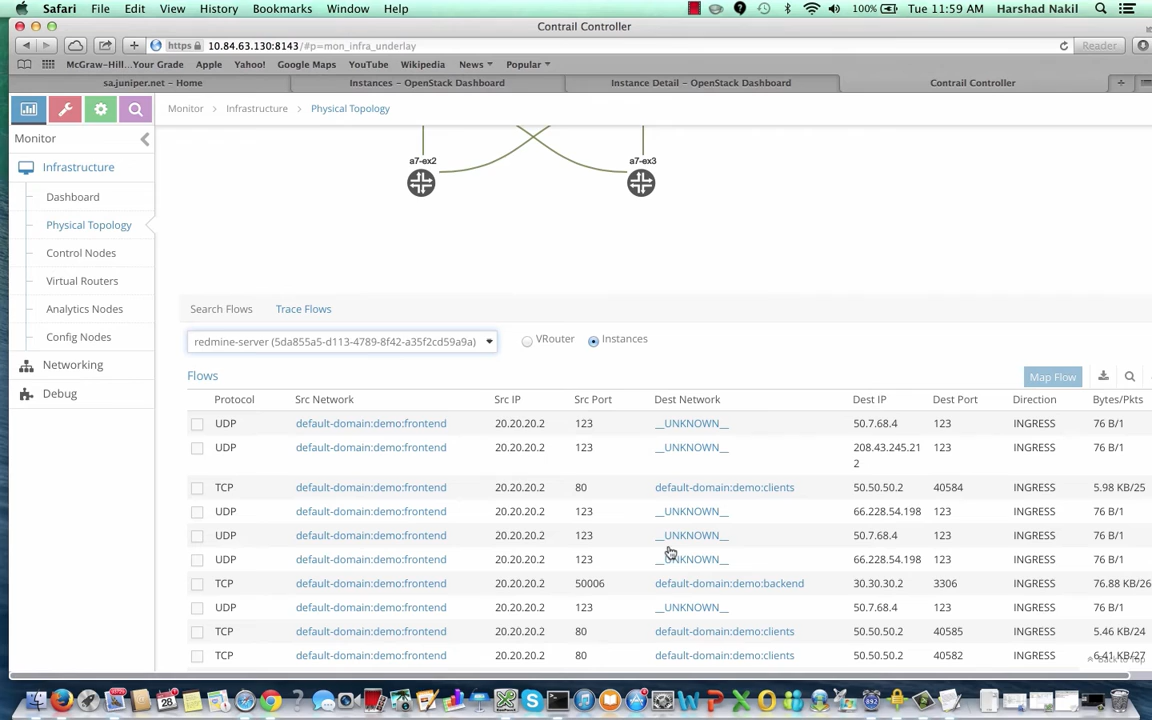 Safari File Edit View History Bookmarks Window Help 100% Tue 11:59 AM Harshad Nakil
Contrail Controller
https 10.84.63.130:8143/#p=mon_infra_underlay Reader
McGraw-Hill...Your Grade Apple Yahoo! Google Maps YouTube Wikipedia News Popular
sa.juniper.net - Home Instances - OpenStack Dashboard Instance Detail - OpenStack Dashboard Contrail Controller
Monitor > Infrastructure > Physical Topology
Monitor
Infrastructure
Dashboard
Physical Topology
Control Nodes
Virtual Routers
Analytics Nodes
Config Nodes
Networking
Debug
a7-ex2 a7-ex3
Search Flows Trace Flows
redmine-server (5da855a5-d113-4789-8f42-a35f2cd59a9a) VRouter Instances
Flows Map Flow
Protocol Src Network Src IP Src Port Dest Network Dest IP Dest Port Direction Bytes/Pkts
UDP default-domain:demo:frontend 20.20.20.2 123 __UNKNOWN__ 50.7.68.4 123 INGRESS 76 B/1
UDP default-domain:demo:frontend 20.20.20.2 123 __UNKNOWN__ 208.43.245.21 123 INGRESS 76 B/1
2
TCP default-domain:demo:frontend 20.20.20.2 80 default-domain:demo:clients 50.50.50.2 40584 INGRESS 5.98 KB/25
UDP default-domain:demo:frontend 20.20.20.2 123 __UNKNOWN__ 66.228.54.198 123 INGRESS 76 B/1
UDP default-domain:demo:frontend 20.20.20.2 123 __UNKNOWN__ 50.7.68.4 123 INGRESS 76 B/1
UDP default-domain:demo:frontend 20.20.20.2 123 __UNKNOWN__ 66.228.54.198 123 INGRESS 76 B/1
TCP default-domain:demo:frontend 20.20.20.2 50006 default-domain:demo:backend 30.30.30.2 3306 INGRESS 76.88 KB/26
UDP default-domain:demo:frontend 20.20.20.2 123 __UNKNOWN__ 50.7.68.4 123 INGRESS 76 B/1
TCP default-domain:demo:frontend 20.20.20.2 80 default-domain:demo:clients 50.50.50.2 40585 INGRESS 5.46 KB/24
TCP default-domain:demo:frontend 20.20.20.2 80 default-domain:demo:clients 50.50.50.2 40582 INGRESS 6.41 KB/27
Back to Top